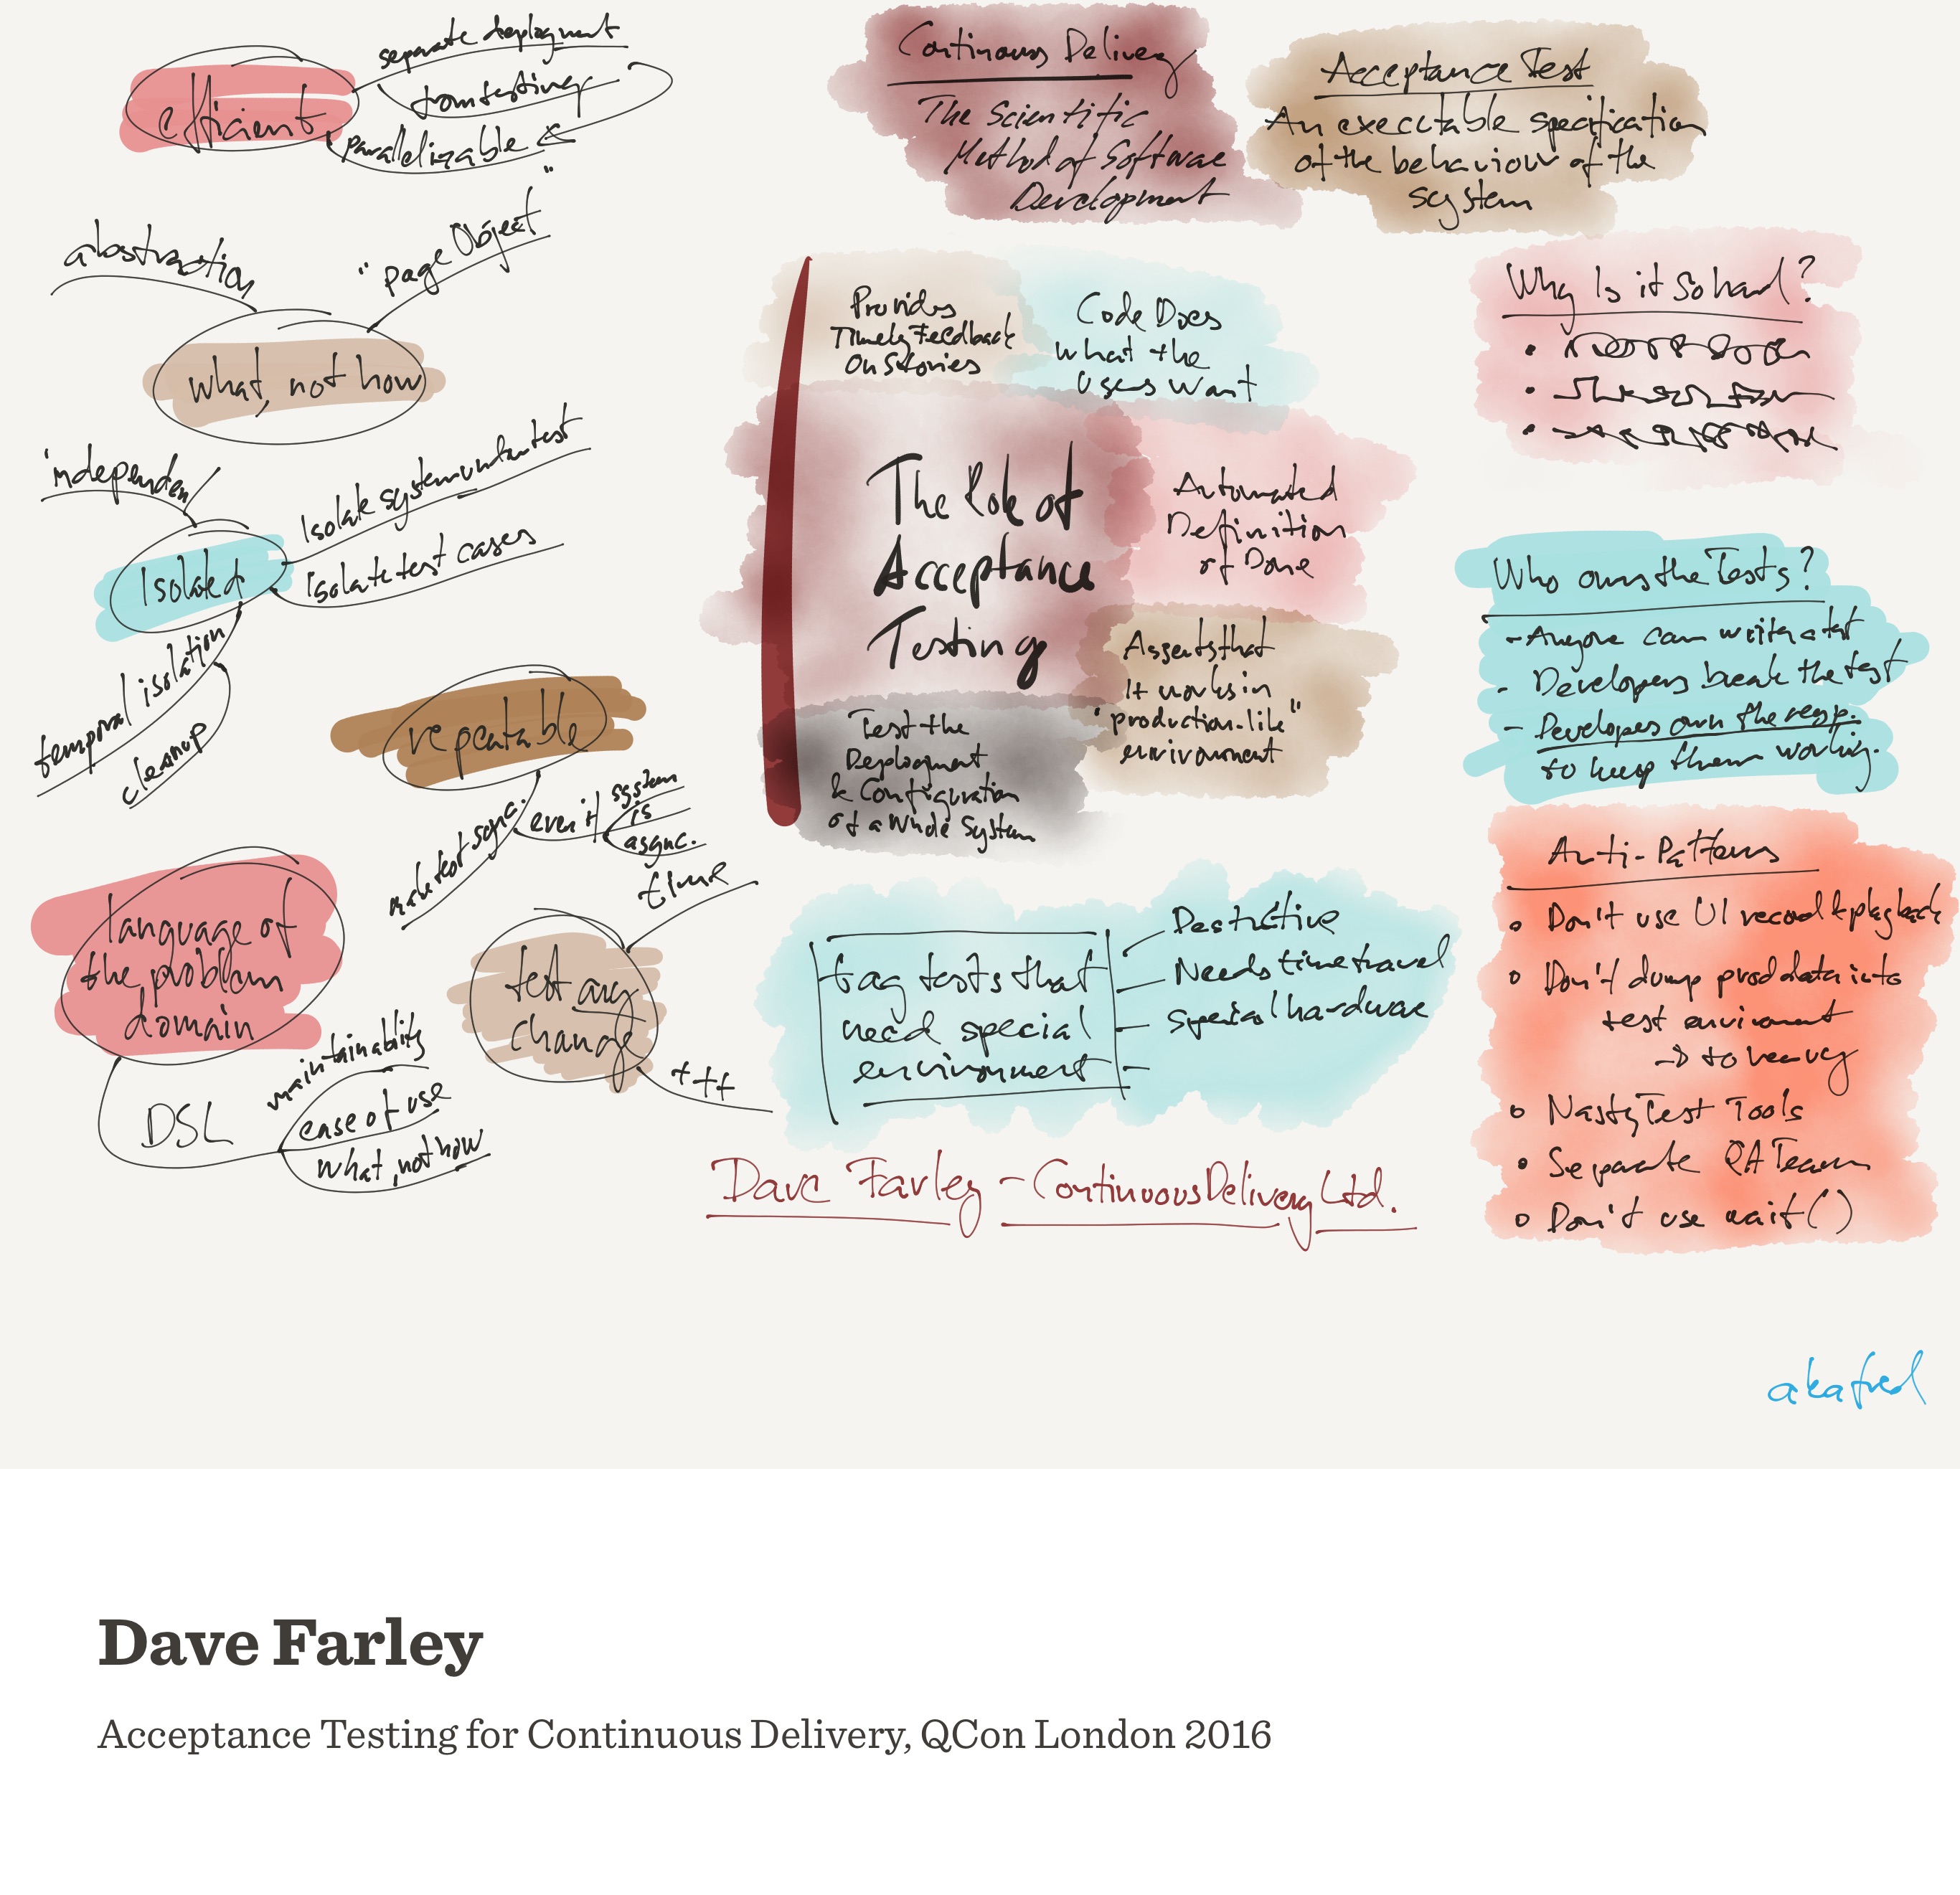 efficient
separate deployment
from testing
parallelizable
abstraction
"Page Object"
what, not how
independen
Isolated
Isolate system under test
isolate test cases
temporal isolation
cleanup
repeatable
make test sync.
even if system
is
async.
language of
the problem
domain
DSL
maintainability
ease of use
what, not how
test any
change
time
+++
Continuous Delivery
The Scientific
Method of Software
Development
Acceptance Test
An executable specification
of the behaviour of the
system
Provides
Timely Feedback
On Stories
Code Does
what the
Users Want
The Role of
Acceptance
Testing
Automated
Definition
of Done
Asserts that
It works in
"production-like"
environment
Test the
Deployment
& Configuration
of a Whole System
tag tests that
need special
environment
Destructive
Needs time travel
special hardware
Dave Farley - Continuous Delivery Ltd.
Why Is it So hard?
Who owns the Tests?
- Anyone can write a test
- Developers break the test
- Developers own the resp.
to keep them working.
Anti-Patterns
Don't use UI record & playback
Don't dump prod data into
test enviroment
-> to heavy
Nasty Test Tools
Separate QA Team
Don't use wait()
akafred
Dave Farley
Acceptance Testing for Continuous Delivery, QCon London 2016